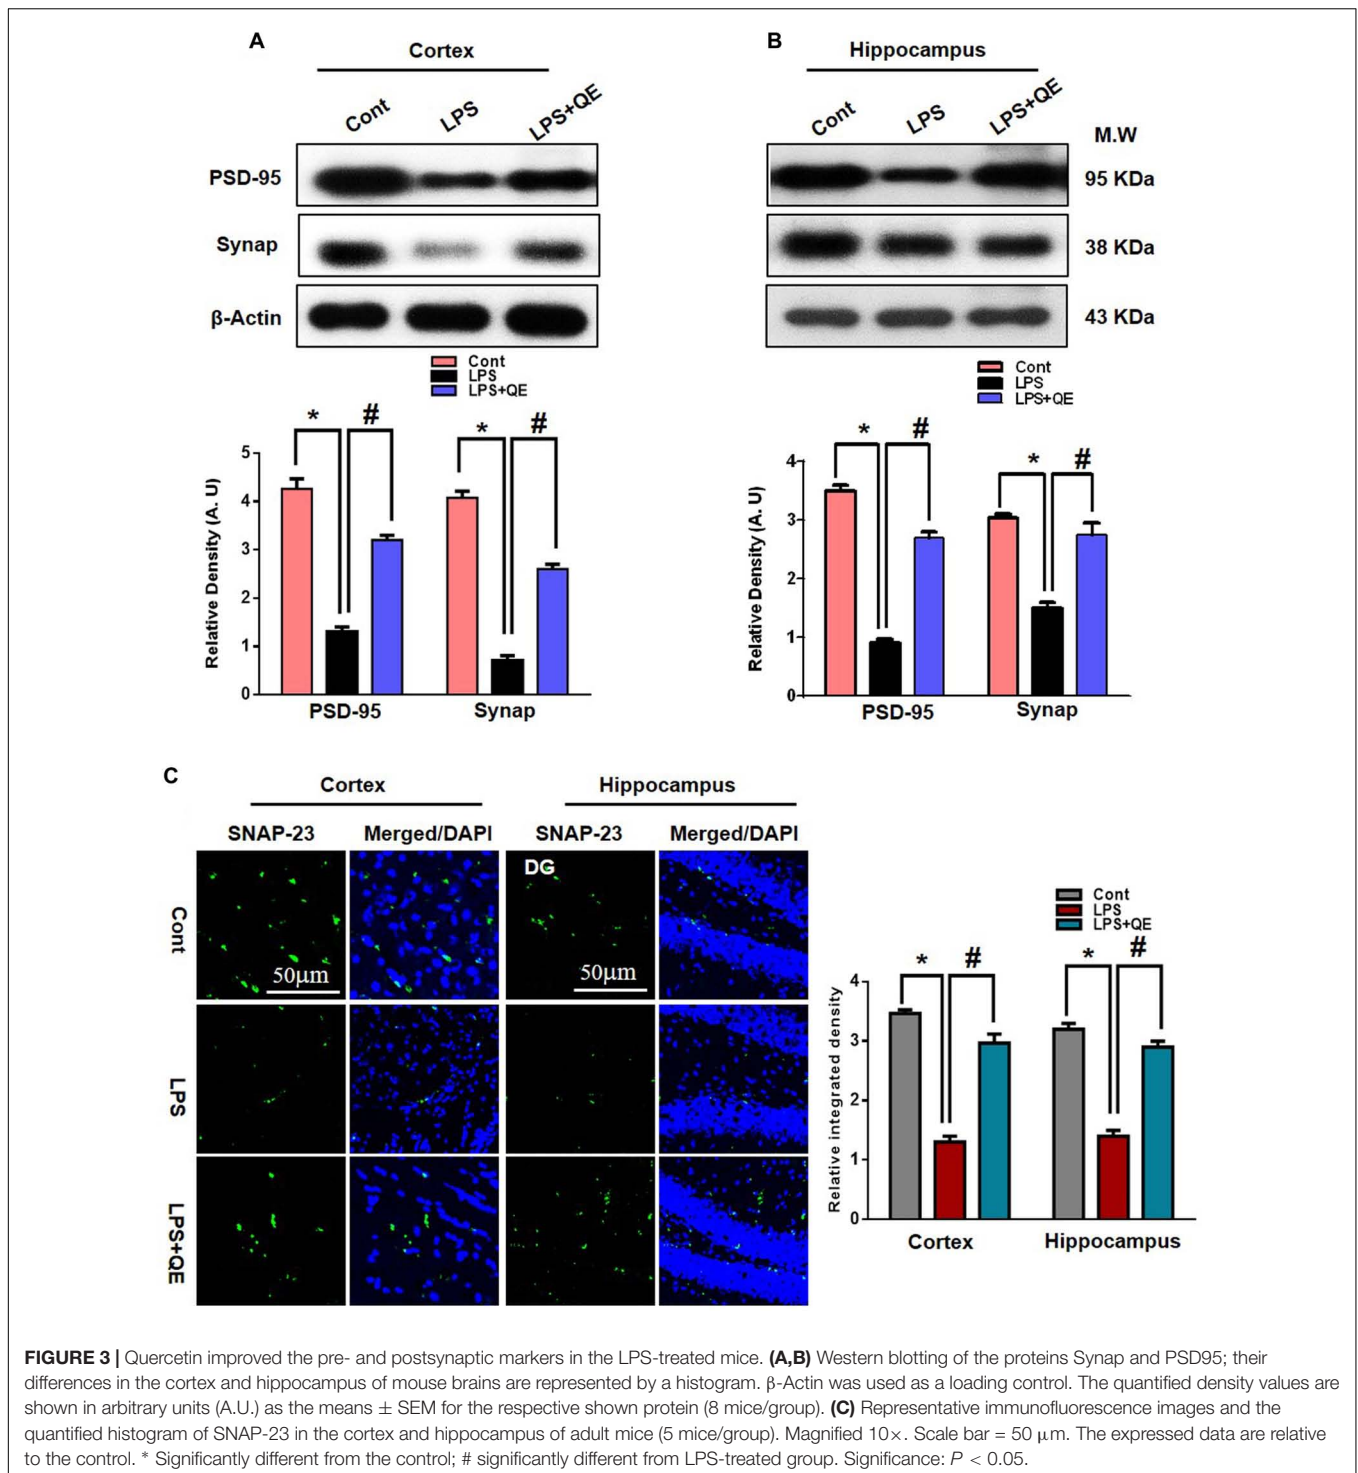 A
Cortex
Cont LPS LPS+QE
PSD-95
Synap
β-Actin
Cont
LPS
LPS+QE
* # * #
Relative Density (A. U)
5
4
3
2
1
0
PSD-95 Synap
B
Hippocampus
Cont LPS LPS+QE
M.W
95 KDa
38 KDa
43 KDa
Cont
LPS
LPS+QE
* # * #
Relative Density (A. U)
4
3
2
1
0
PSD-95 Synap
C
Cortex Hippocampus
SNAP-23 Merged/DAPI SNAP-23 Merged/DAPI
Cont
DG
50μm 50μm
LPS
LPS+QE
Cont
LPS
LPS+QE
* # * #
Relative integrated density
4
3
2
1
0
Cortex Hippocampus
FIGURE 3 | Quercetin improved the pre- and postsynaptic markers in the LPS-treated mice. (A,B) Western blotting of the proteins Synap and PSD95; their
differences in the cortex and hippocampus of mouse brains are represented by a histogram. β-Actin was used as a loading control. The quantified density values are
shown in arbitrary units (A.U.) as the means ± SEM for the respective shown protein (8 mice/group). (C) Representative immunofluorescence images and the
quantified histogram of SNAP-23 in the cortex and hippocampus of adult mice (5 mice/group). Magnified 10×. Scale bar = 50 μm. The expressed data are relative
to the control. * Significantly different from the control; # significantly different from LPS-treated group. Significance: P < 0.05.